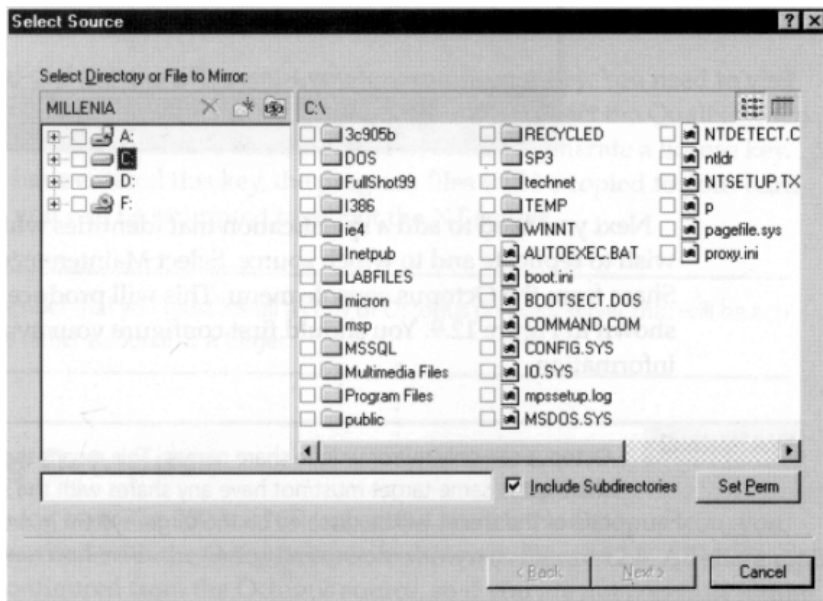 Select Source
Select Directory or File to Mirror:
MILLENIA
C:\
A:
C:
D:
F:
3c905b
DOS
FullShot99
I386
ie4
Inetpub
LABFILES
micron
msp
MSSQL
Multimedia Files
Program Files
public
RECYCLED
SP3
technet
TEMP
WINNT
AUTOEXEC.BAT
boot.ini
BOOTSECT.DOS
COMMAND.COM
CONFIG.SYS
IO.SYS
mpssetup.log
MSDOS.SYS
NTDETECT.C
ntldr
NTSETUP.TX
p
pagefile.sys
proxy.ini
Include Subdirectories
Set Perm
< Back
Next >
Cancel